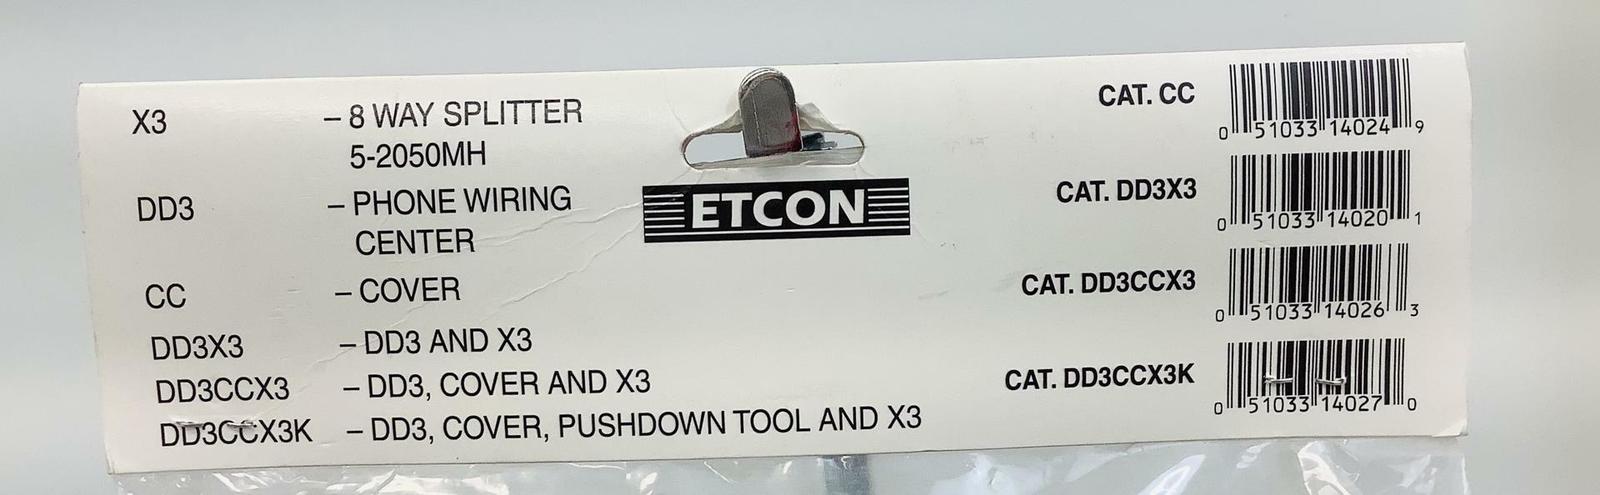 X3 – 8 WAY SPLITTER
5-2050MH
DD3 – PHONE WIRING
CENTER
CC – COVER
DD3X3 – DD3 AND X3
DD3CCX3 – DD3, COVER AND X3
DD3CCX3K – DD3, COVER, PUSHDOWN TOOL AND X3
ETCON
CAT. CC
0 51033 14024 9
CAT. DD3X3
0 51033 14020 1
CAT. DD3CCX3
0 51033 14026 3
CAT. DD3CCX3K
0 51033 14027 0